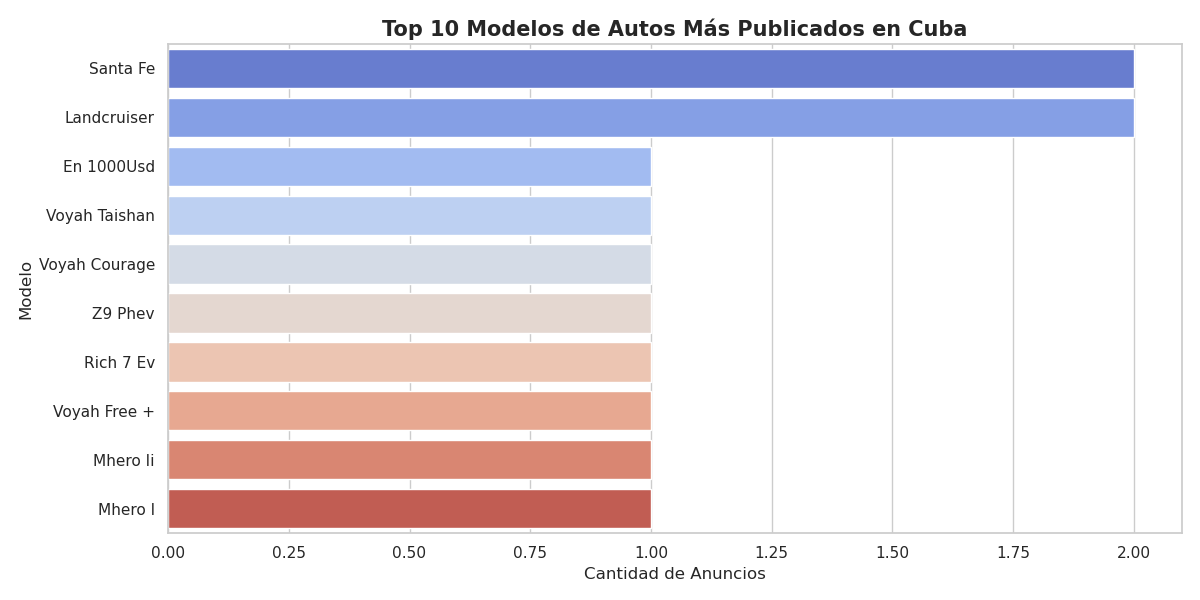 Top 10 Modelos de Autos Más Publicados en Cuba
Santa Fe
Landcruiser
En 1000Usd
Voyah Taishan
Voyah Courage
Z9 Phev
Rich 7 Ev
Voyah Free +
Mhero Ii
Mhero I
Modelo
0.00 0.25 0.50 0.75 1.00 1.25 1.50 1.75 2.00
Cantidad de Anuncios